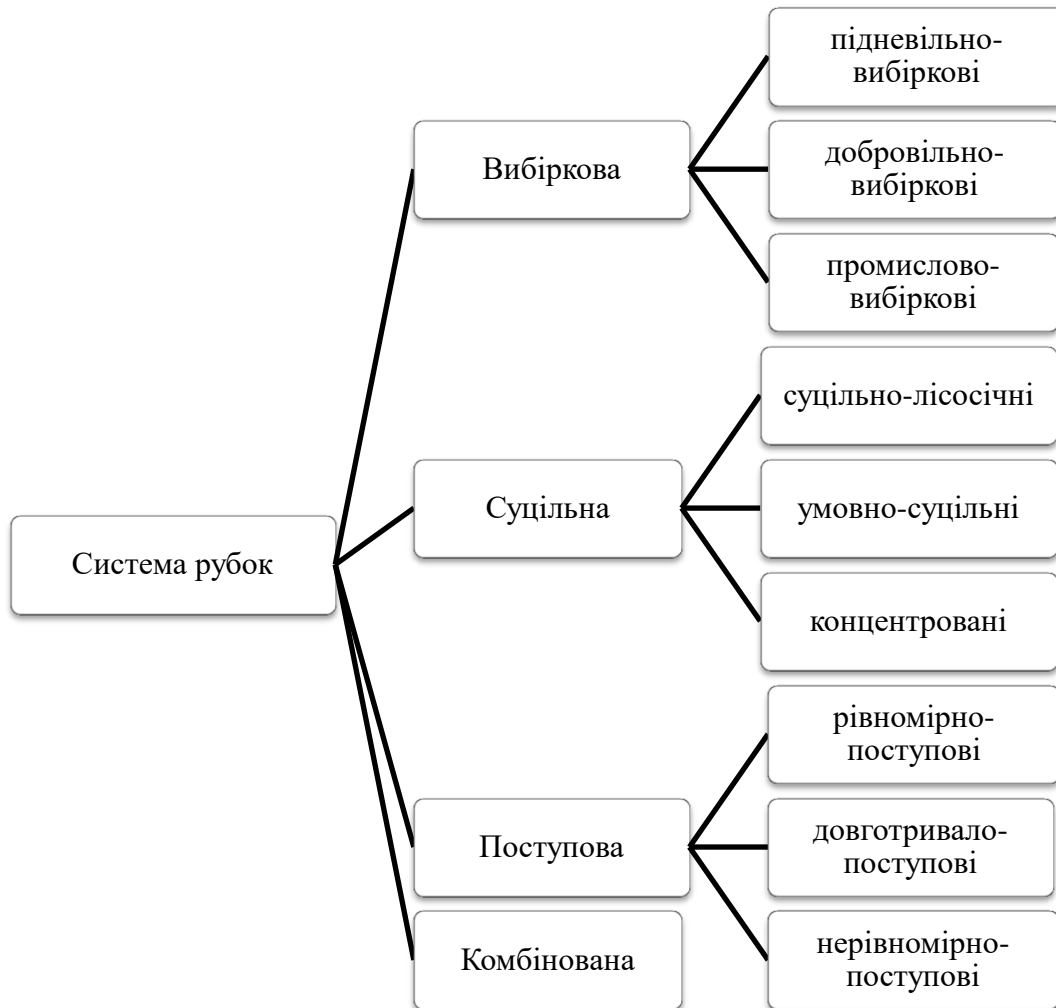 підневільно-
вибіркові
Вибіркова
добровільно-
вибіркові
промислово-
вибіркові
суцільно-лісосічні
Суцільна
умовно-суцільні
Система рубок
концентровані
рівномірно-
поступові
Поступова
довготривало-
поступові
Комбінована
нерівномірно-
поступові